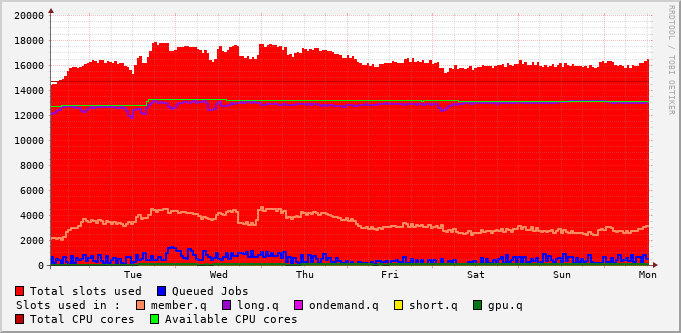 20000
18000
16000
14000
12000
10000
8000
6000
4000
2000
0
Tue Wed Thu Fri Sat Sun Mon
RRDTOOL / TOBI OETIKER
Total slots used Queued Jobs
Slots used in : member.q long.q ondemand.q short.q gpu.q
Total CPU cores Available CPU cores